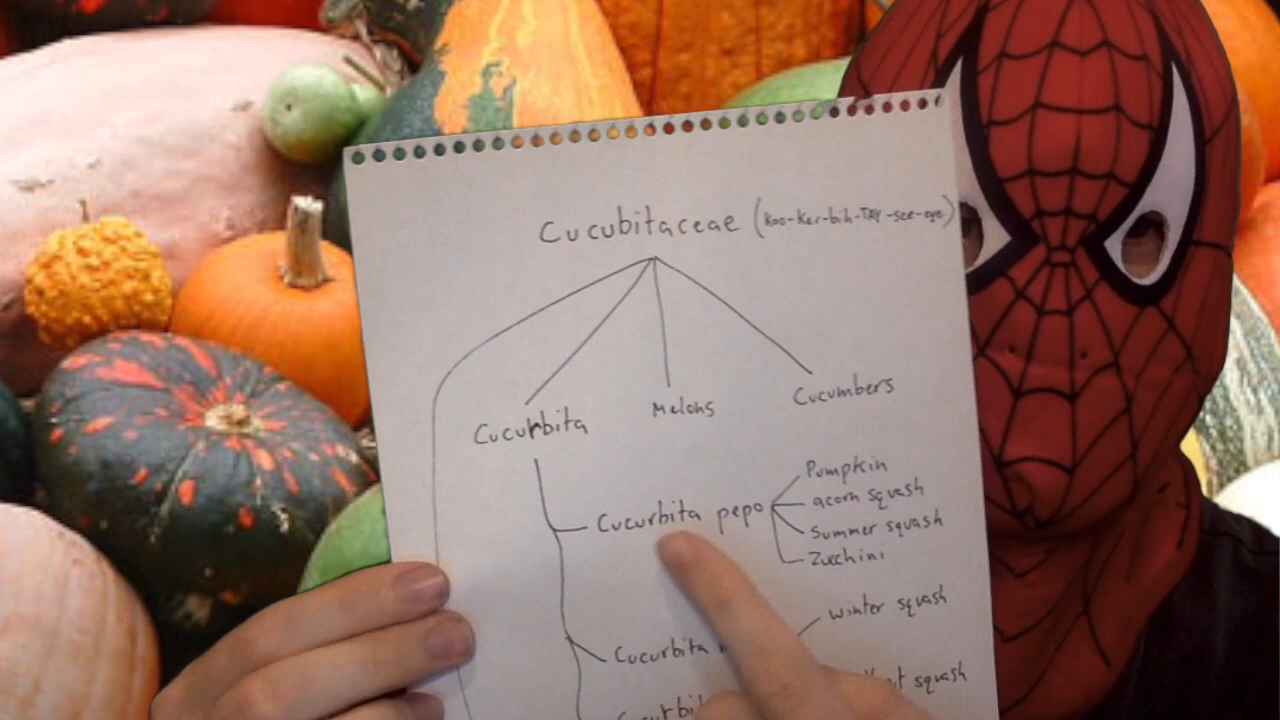 Cucubitaceae (Koo-Ker-bih-TAY-see-eye)
Cucurbita
Melons
Cucumbers
Cucurbita pepo
Pumpkin
acorn squash
Summer squash
Zucchini
Cucurbita
winter squash
squash